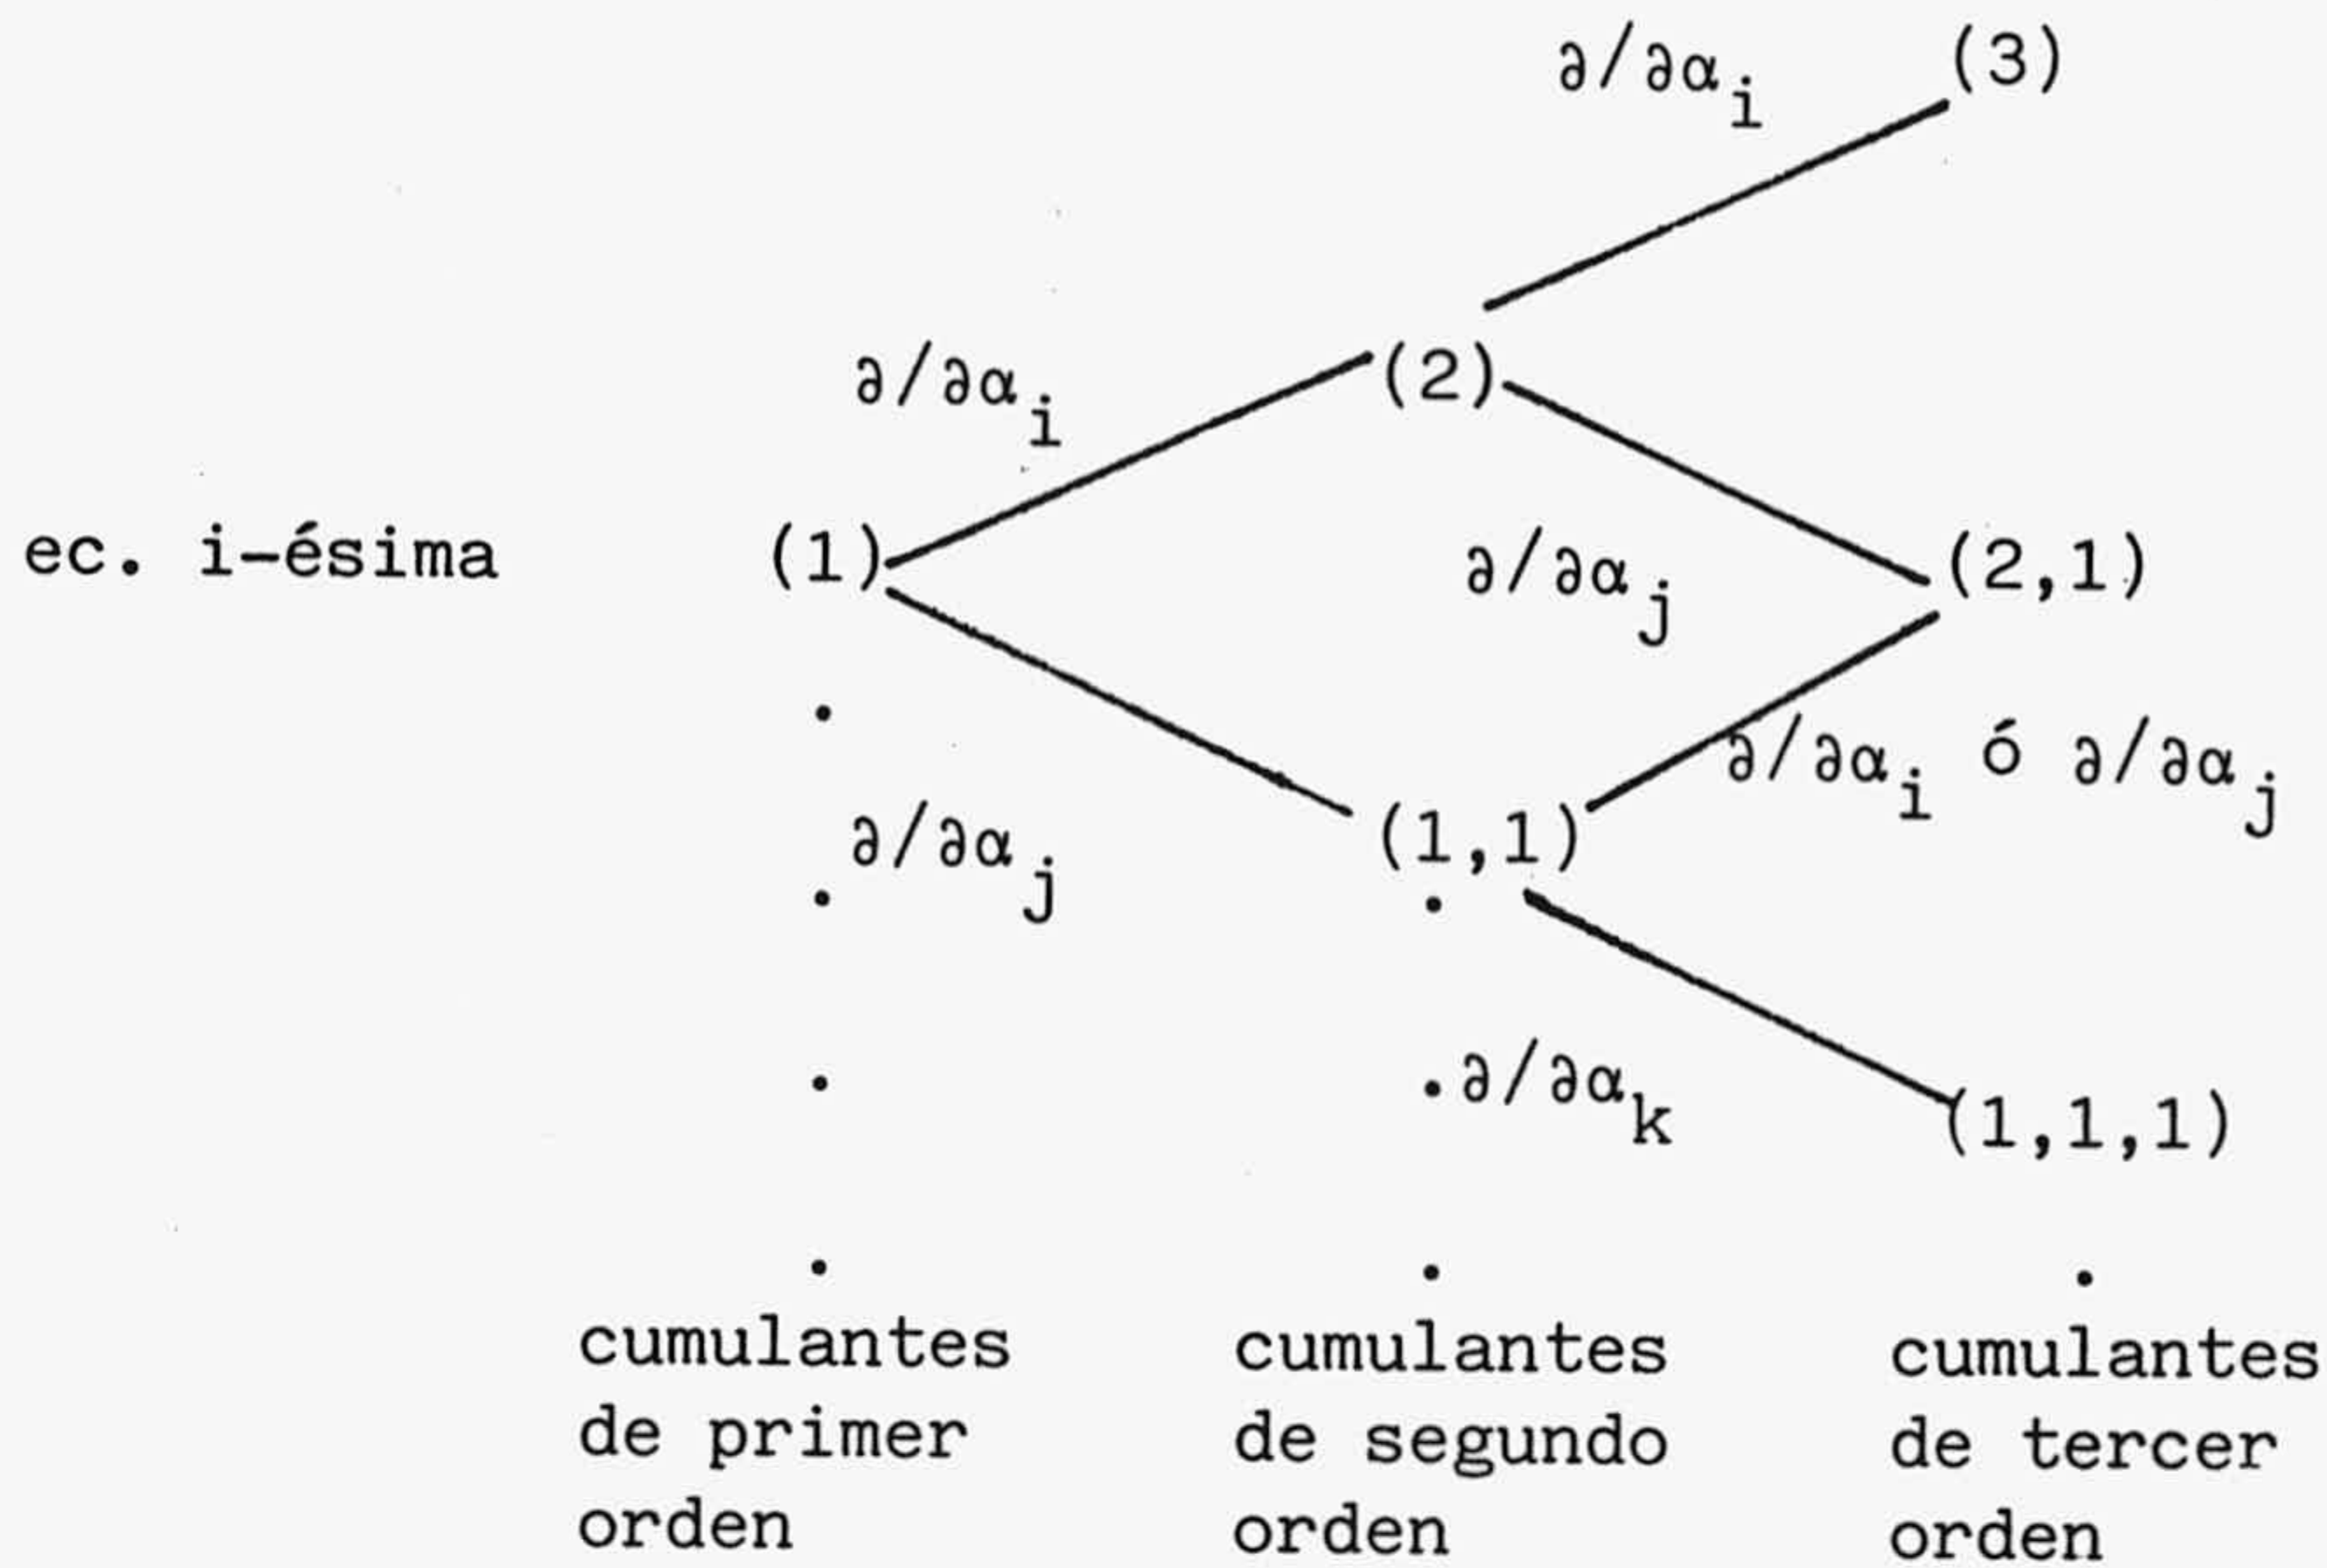 ∂/∂α_i (3)
∂/∂α_i (2)
ec. i-ésima (1) ∂/∂α_j (2,1)
∂/∂α_i ó ∂/∂α_j
∂/∂α_j (1,1)
∂/∂α_k (1,1,1)
cumulantes cumulantes cumulantes
de primer de segundo de tercer
orden orden orden